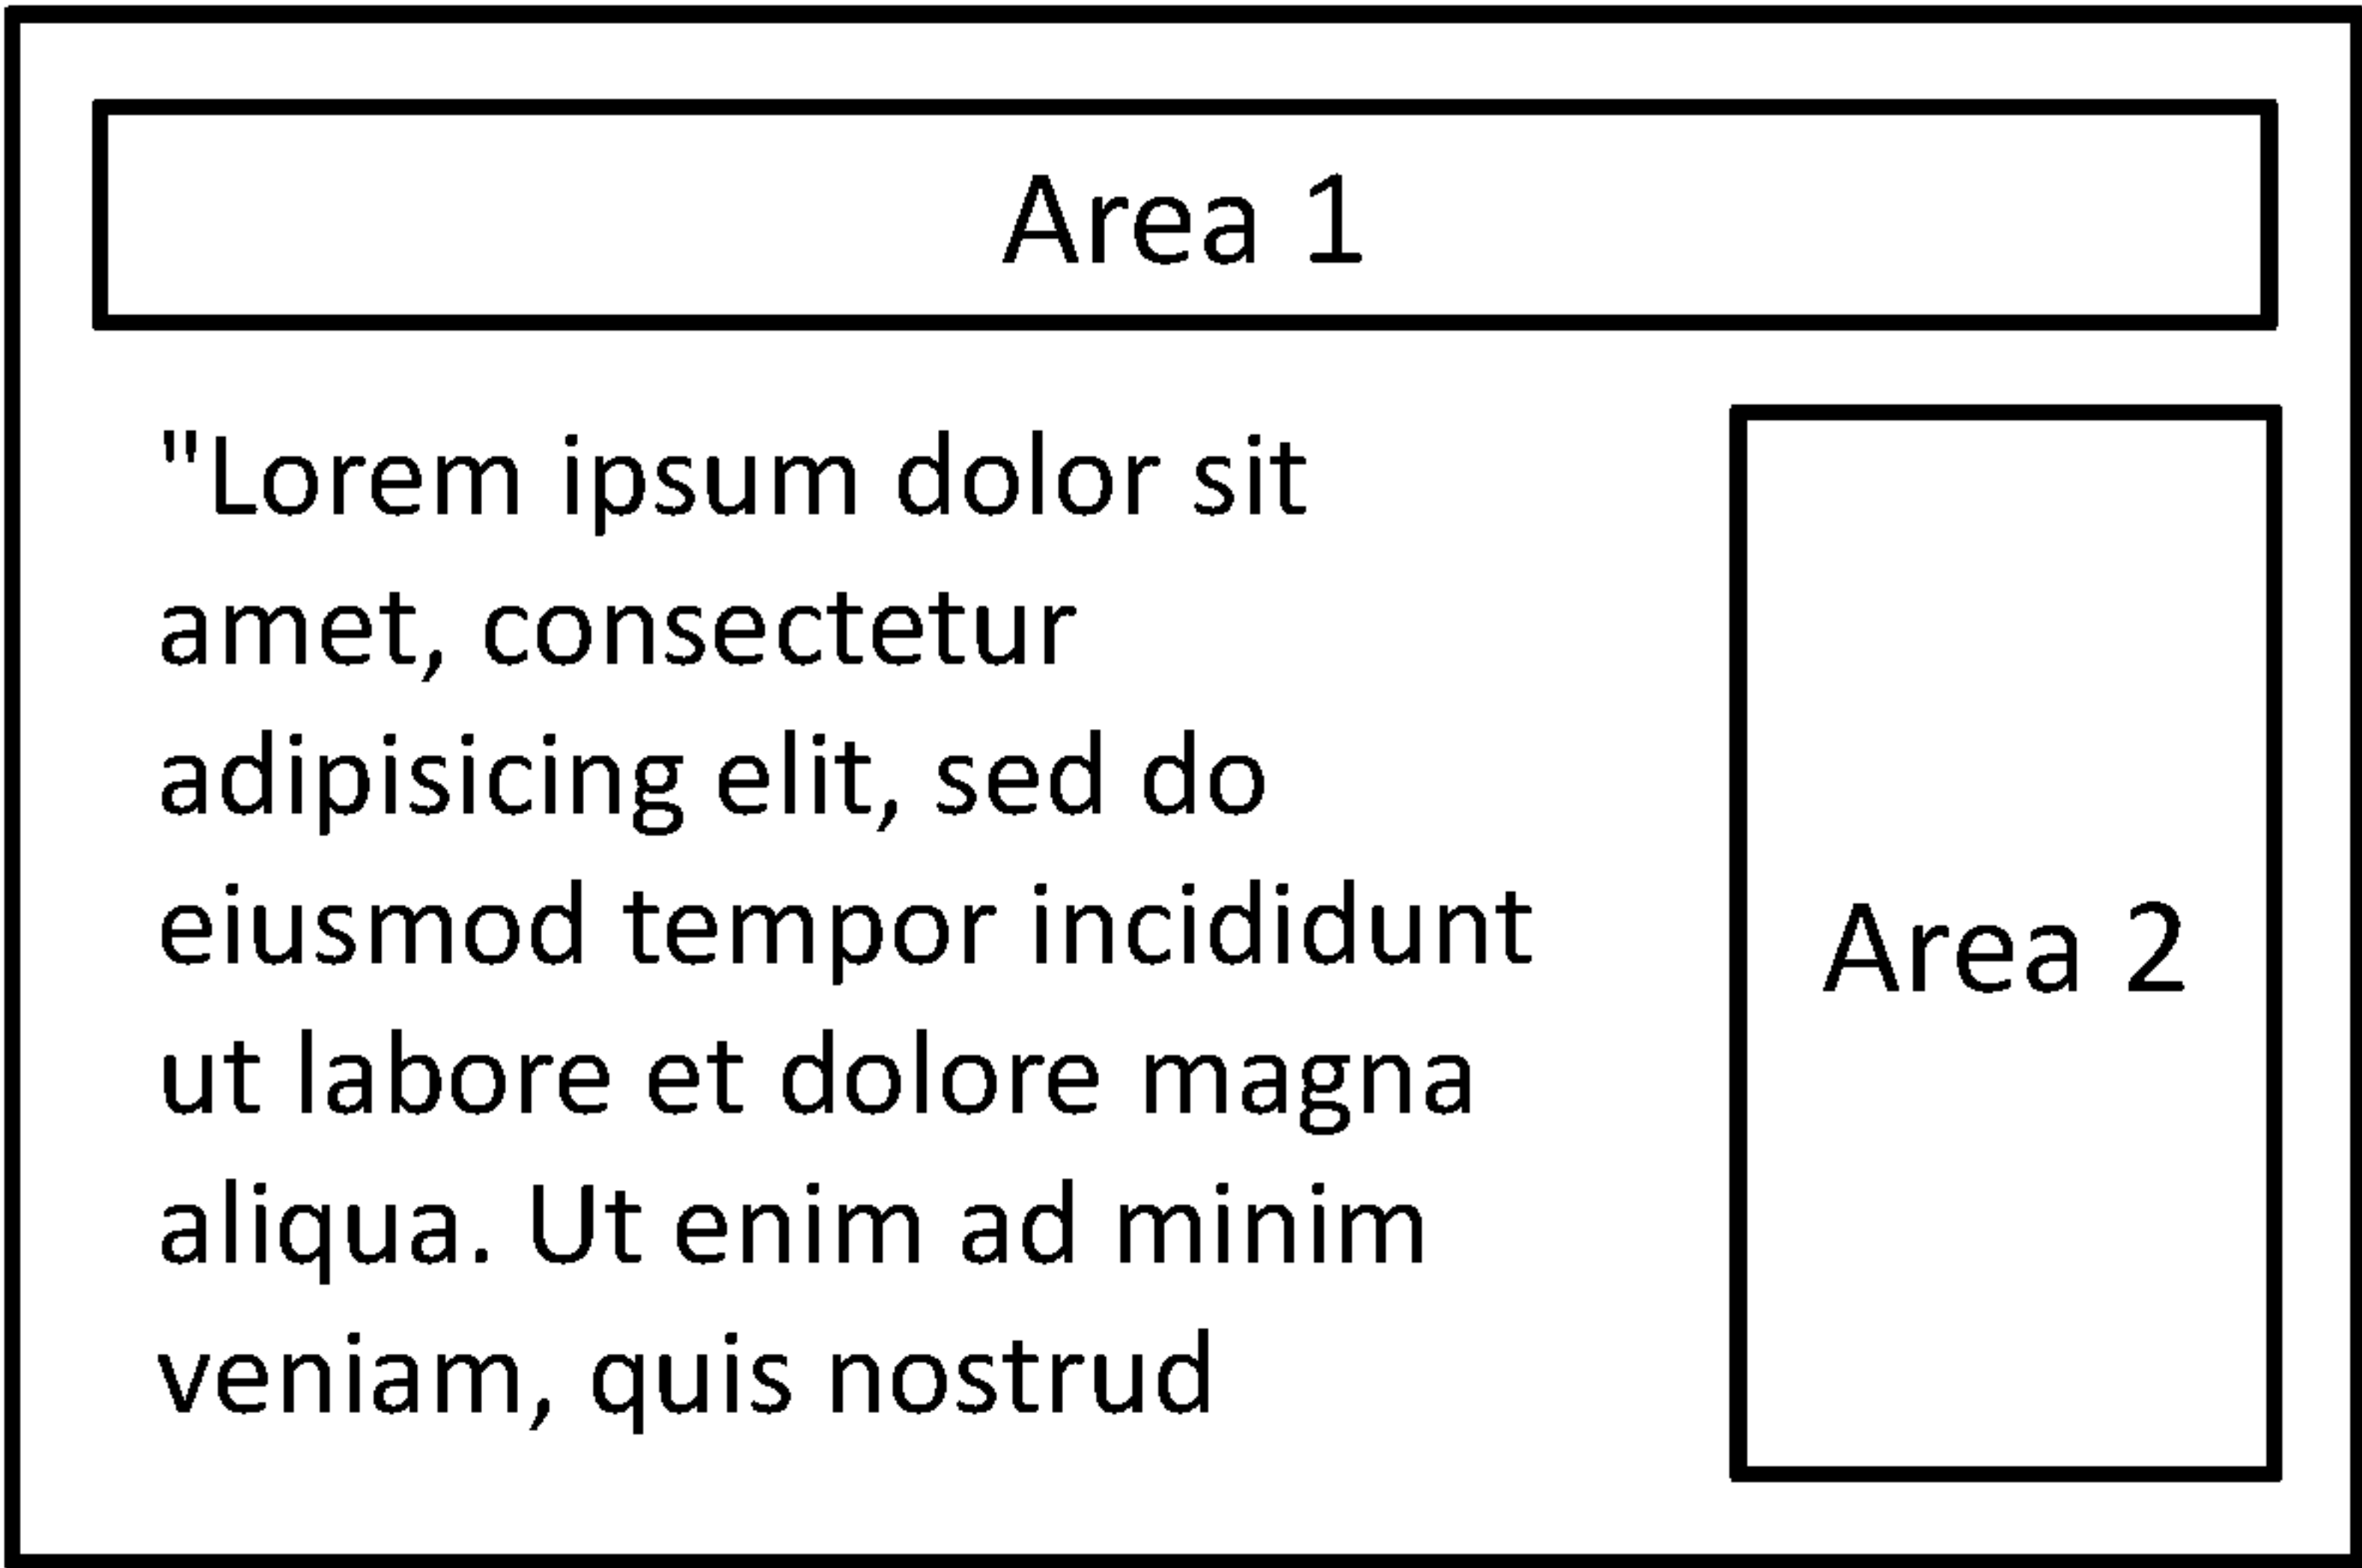 Area 1
"Lorem ipsum dolor sit
amet, consectetur
adipisicing elit, sed do
eiusmod tempor incididunt
ut labore et dolore magna
aliqua. Ut enim ad minim
veniam, quis nostrud
Area 2